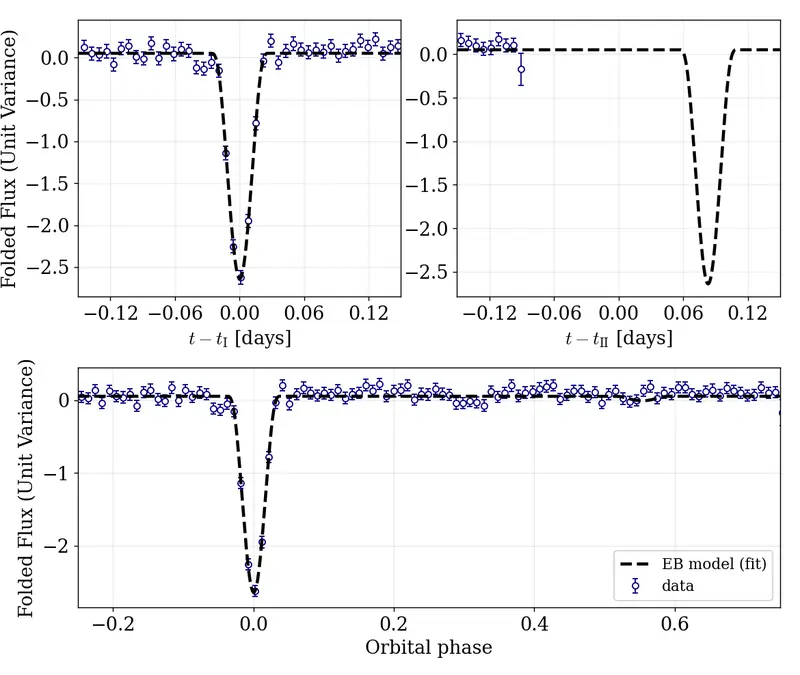 Folded Flux (Unit Variance)
0.0
−0.5
−1.0
−1.5
−2.0
−2.5
−0.12 −0.06 0.00 0.06 0.12
t − tI [days]
0.0
−0.5
−1.0
−1.5
−2.0
−2.5
−0.12 −0.06 0.00 0.06 0.12
t − tII [days]
Folded Flux (Unit Variance)
0
−1
−2
EB model (fit)
data
−0.2 0.0 0.2 0.4 0.6
Orbital phase